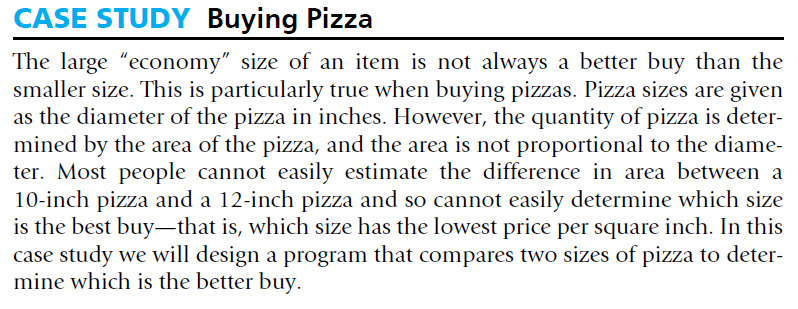 CASE STUDY Buying Pizza
The large “economy” size of an item is not always a better buy than the
smaller size. This is particularly true when buying pizzas. Pizza sizes are given
as the diameter of the pizza in inches. However, the quantity of pizza is deter-
mined by the area of the pizza, and the area is not proportional to the diame-
ter. Most people cannot easily estimate the difference in area between a
10-inch pizza and a 12-inch pizza and so cannot easily determine which size
is the best buy—that is, which size has the lowest price per square inch. In this
case study we will design a program that compares two sizes of pizza to deter-
mine which is the better buy.